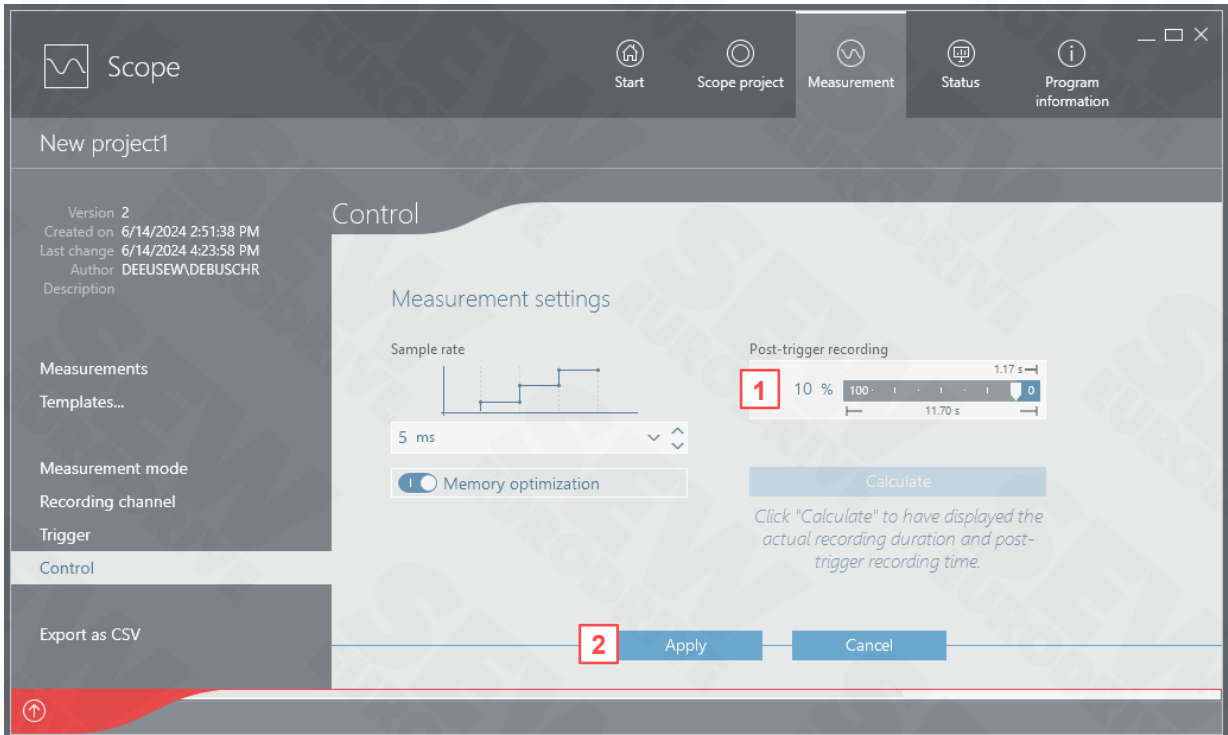 Scope
Start
Scope project
Measurement
Status
Program
information
New project1
Version 2
Created on 6/14/2024 2:51:38 PM
Last change 6/14/2024 4:23:58 PM
Author DEEUSEW\DEBUSCHR
Description
Measurements
Templates...
Measurement mode
Recording channel
Trigger
Control
Export as CSV
Control
Measurement settings
Sample rate
5 ms
Memory optimization
Post-trigger recording
1.17 s
1
10 %
100
0
11.70 s
Calculate
Click "Calculate" to have displayed the
actual recording duration and post-
trigger recording time.
2
Apply
Cancel
SEW
EURODRIVE